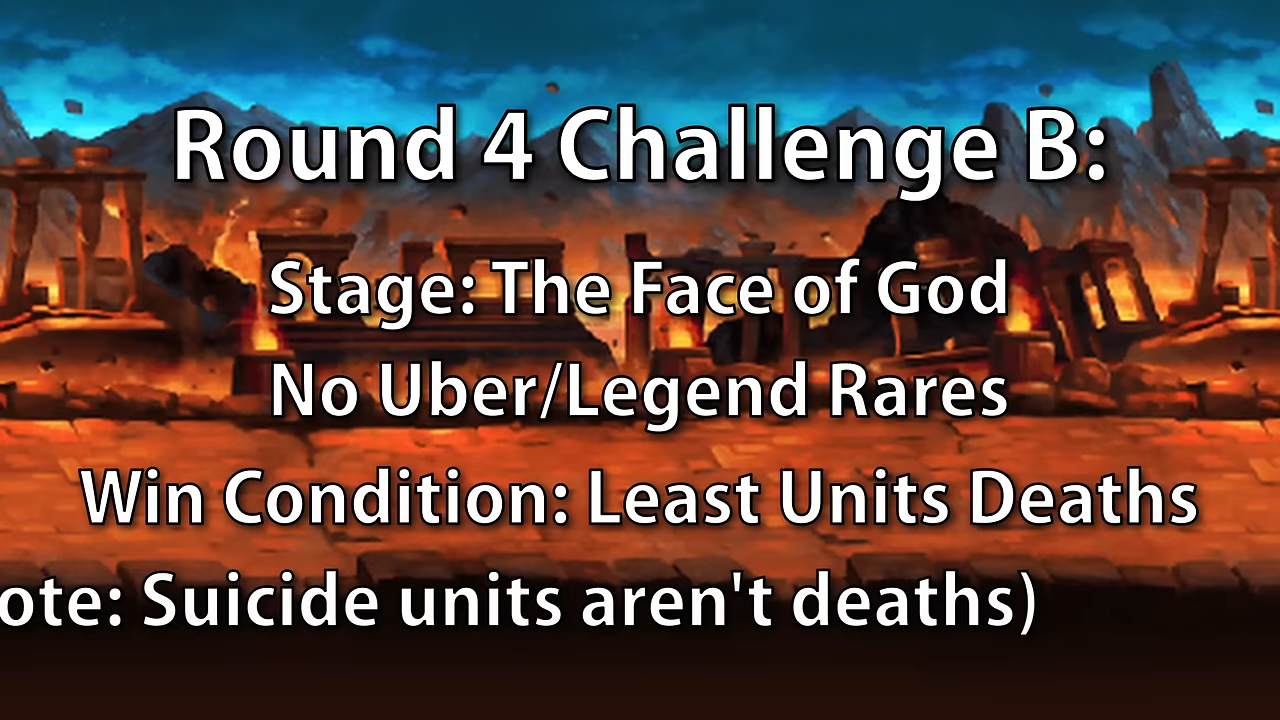 Round 4 Challenge B:
Stage: The Face of God
No Uber/Legend Rares
Win Condition: Least Units Deaths
ote: Suicide units aren't deaths)